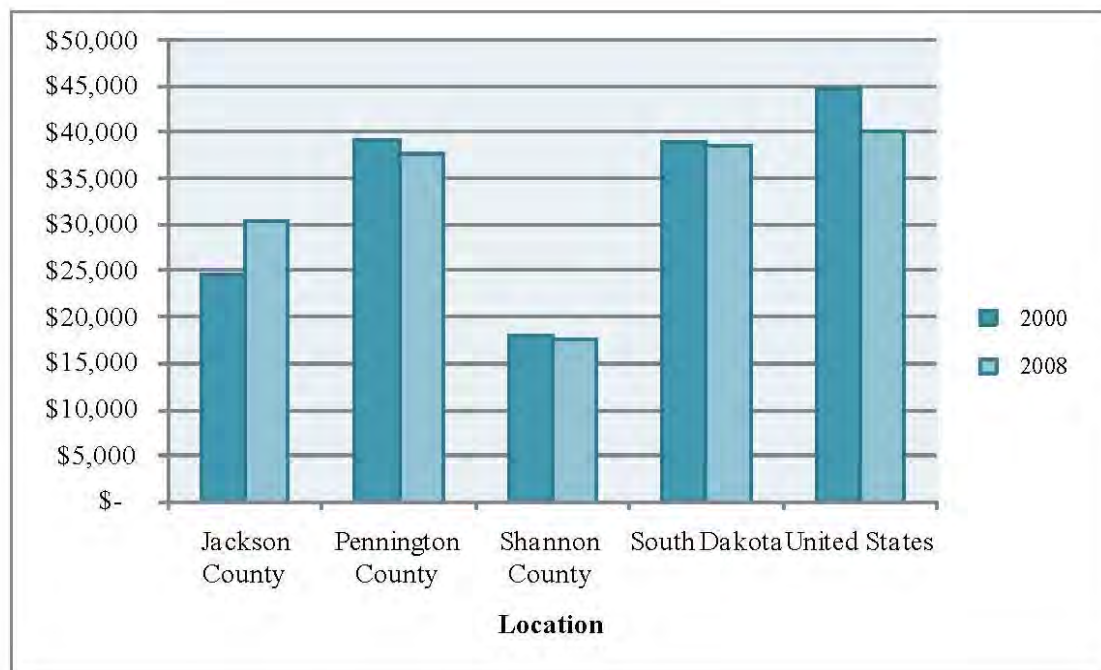 $50,000
$45,000
$40,000
$35,000
$30,000
$25,000
$20,000
$15,000
$10,000
$5,000
$-
2000
2008
Jackson
County
Pennington
County
Shannon
County
South Dakota
United States
Location